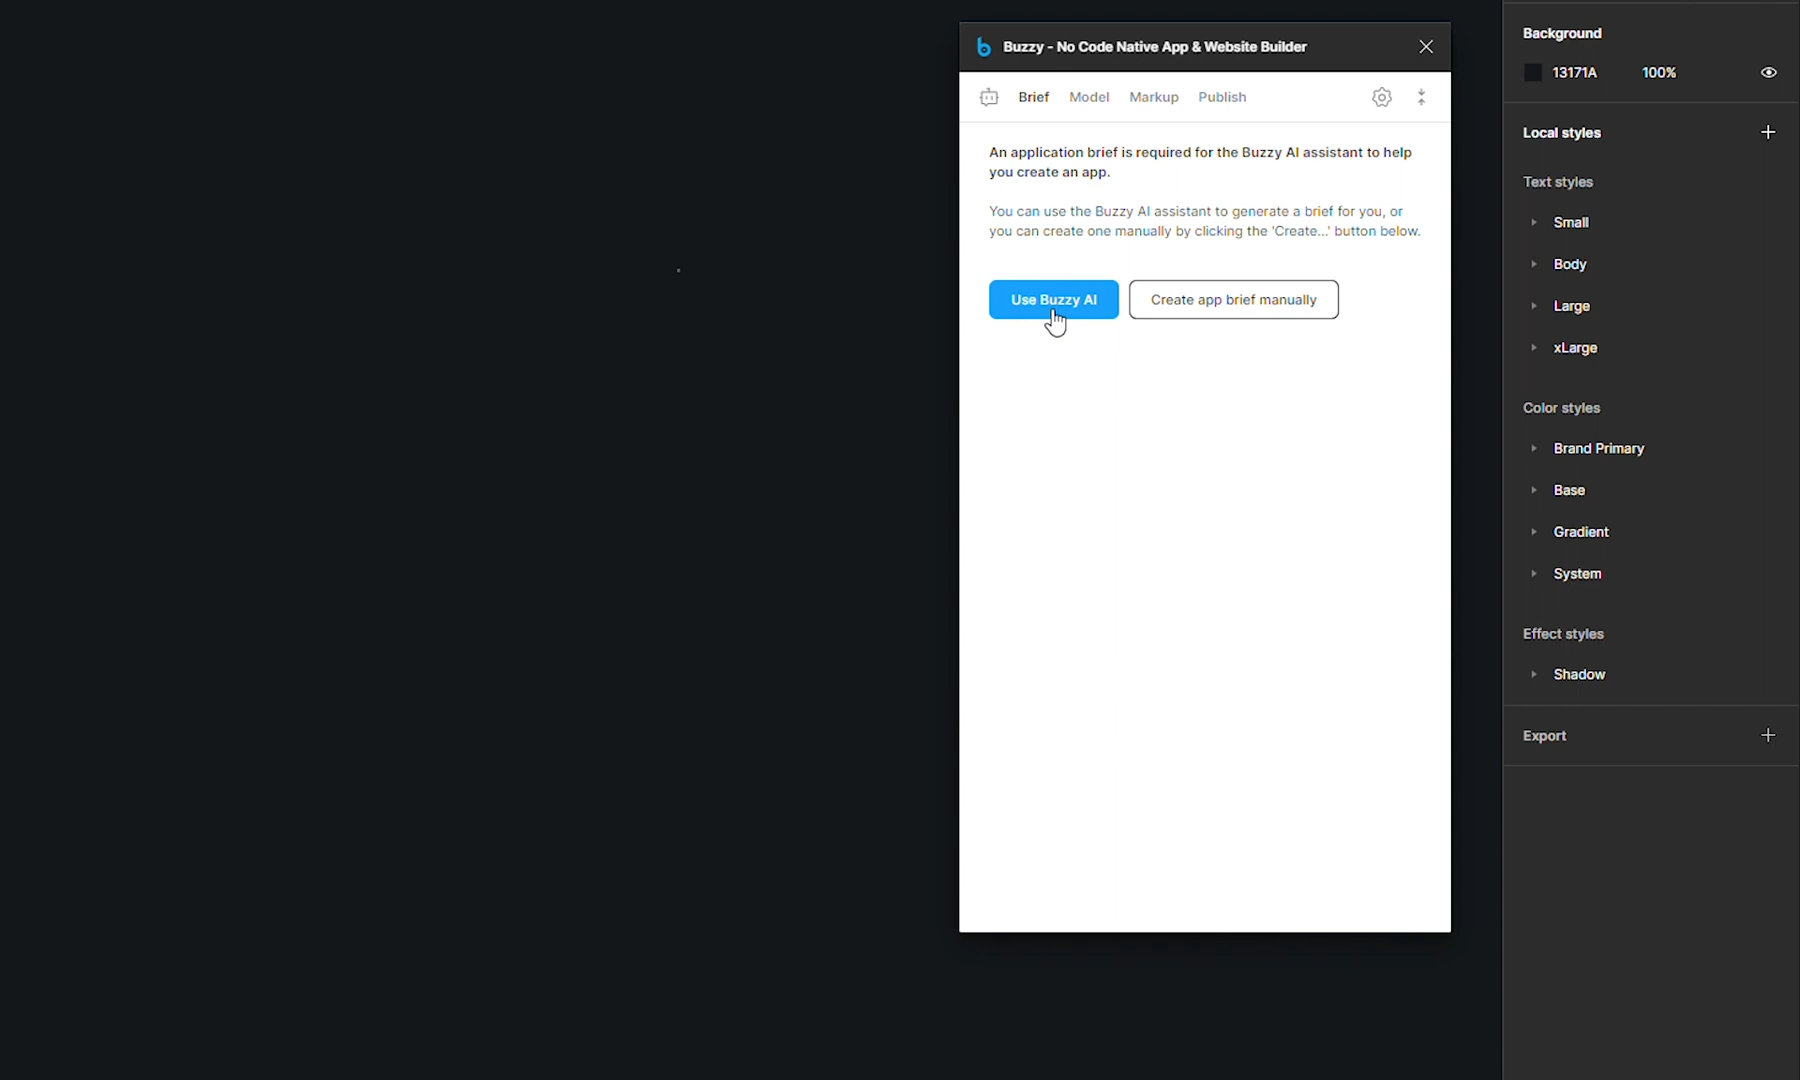 Buzzy - No Code Native App & Website Builder
Brief
Model
Markup
Publish
An application brief is required for the Buzzy AI assistant to help
you create an app.
You can use the Buzzy AI assistant to generate a brief for you, or
you can create one manually by clicking the 'Create...' button below.
Use Buzzy AI
Create app brief manually
Background
13171A
100%
Local styles
Text styles
Small
Body
Large
xLarge
Color styles
Brand Primary
Base
Gradient
System
Effect styles
Shadow
Export